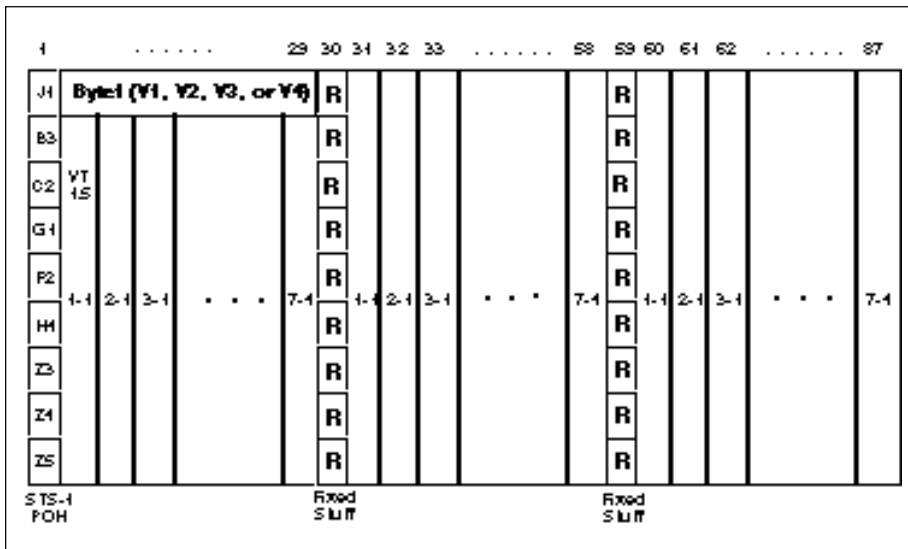 1 ...... 29 30 31 32 33 ...... 58 59 60 61 62 ...... 87
J1 Byte1 (V1, V2, V3, or V4) R R
B3 R R
C2 VT 1.5 R R
G1 R R
F2 R R
1-1 2-1 3-1 ... 7-4 1-1 2-1 3-1 ... 7-4 1-1 2-1 3-1 ... 7-4
H4 R R
Z3 R R
Z4 R R
Z5 R R
STS-1 POH Fixed Stuff Fixed Stuff